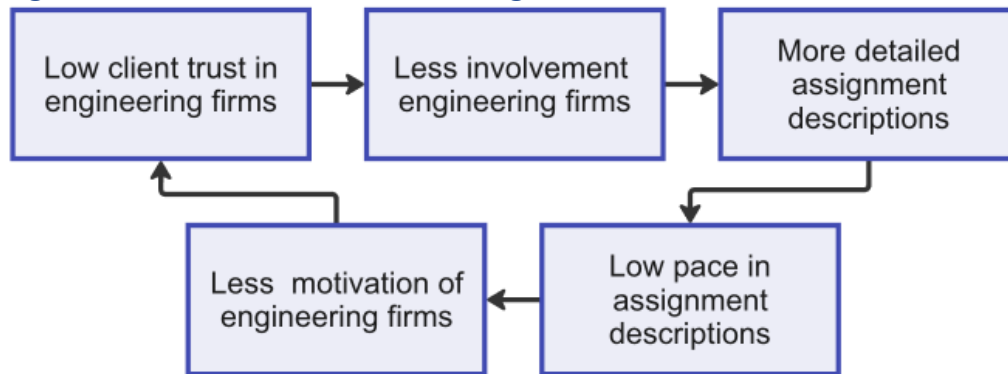 Low client trust in
engineering firms
Less involvement
engineering firms
More detailed
assignment
descriptions
Less motivation of
engineering firms
Low pace in
assignment
descriptions